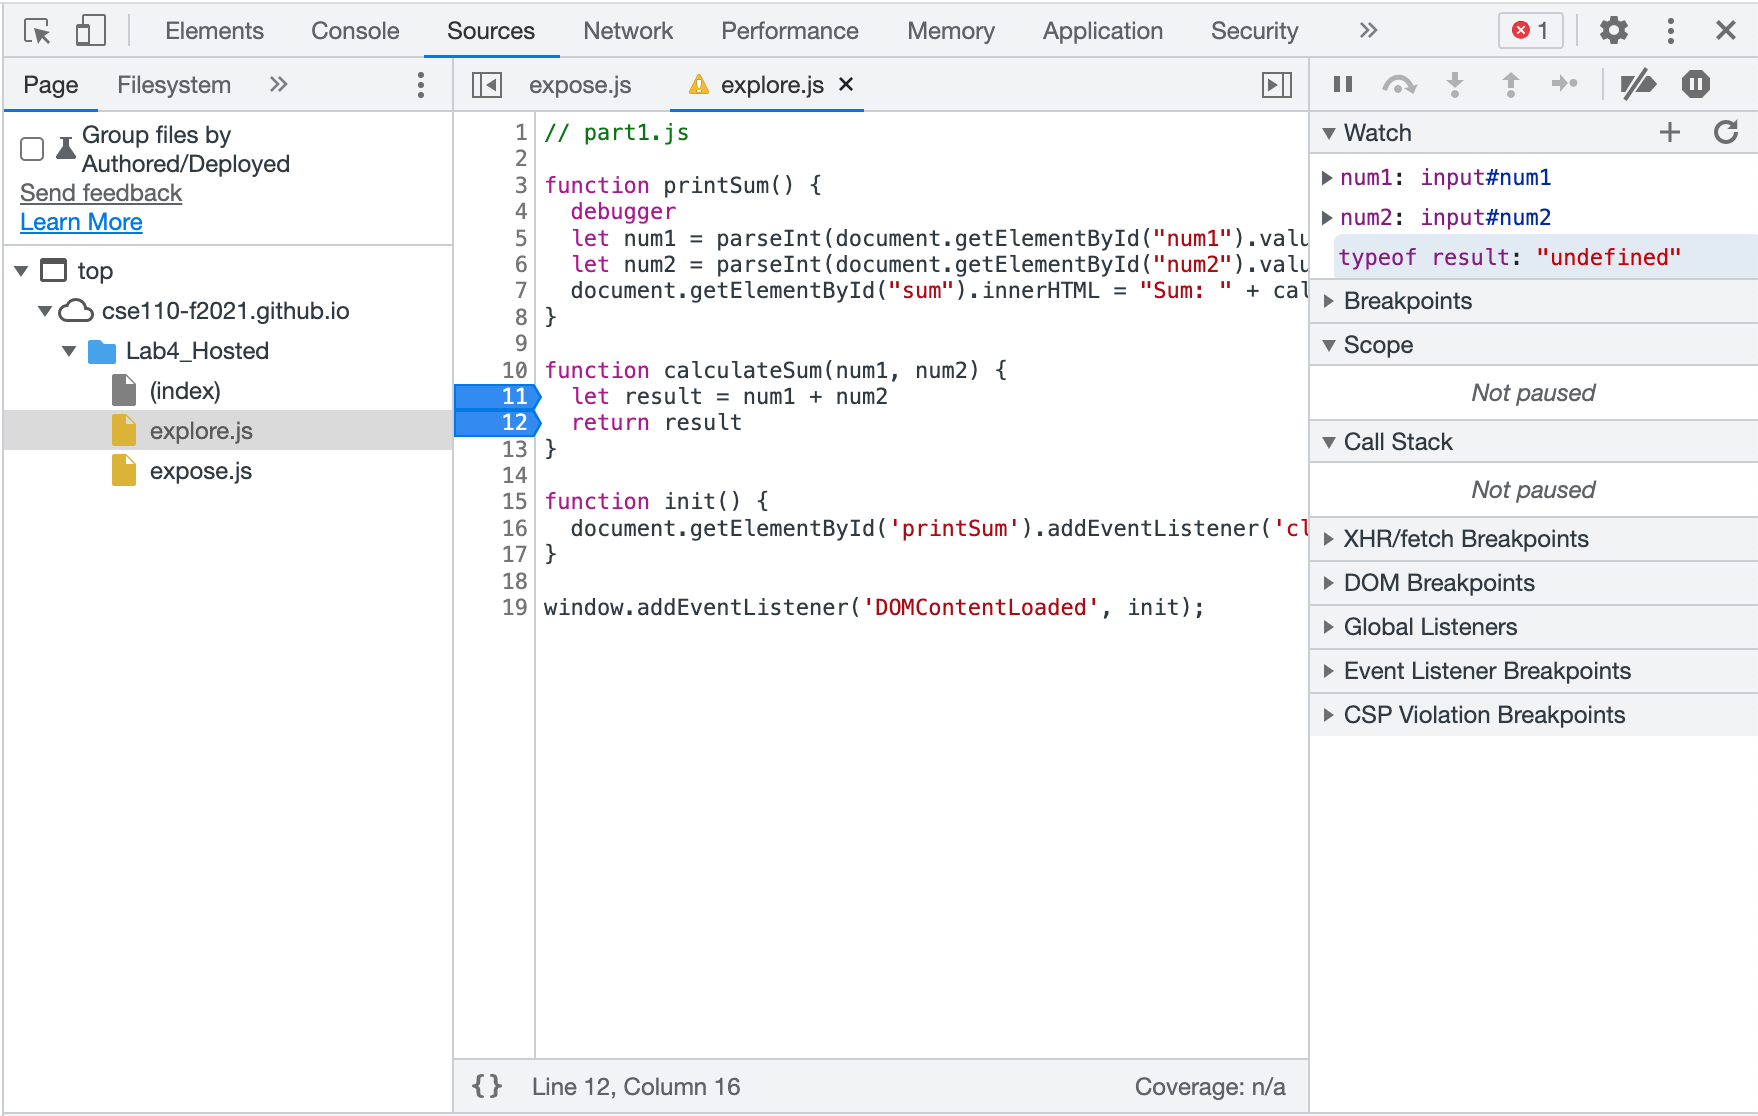 Elements Console Sources Network Performance Memory Application Security 1
Page Filesystem
Group files by
Authored/Deployed
Send feedback
Learn More
top
cse110-f2021.github.io
Lab4_Hosted
(index)
explore.js
expose.js
expose.js explore.js
1 // part1.js
2
3 function printSum() {
4   debugger
5   let num1 = parseInt(document.getElementById("num1").valu
6   let num2 = parseInt(document.getElementById("num2").valu
7   document.getElementById("sum").innerHTML = "Sum: " + cal
8 }
9
10 function calculateSum(num1, num2) {
11   let result = num1 + num2
12   return result
13 }
14
15 function init() {
16   document.getElementById('printSum').addEventListener('cl
17 }
18
19 window.addEventListener('DOMContentLoaded', init);
{} Line 12, Column 16 Coverage: n/a
Watch
num1: input#num1
num2: input#num2
typeof result: "undefined"
Breakpoints
Scope
Not paused
Call Stack
Not paused
XHR/fetch Breakpoints
DOM Breakpoints
Global Listeners
Event Listener Breakpoints
CSP Violation Breakpoints